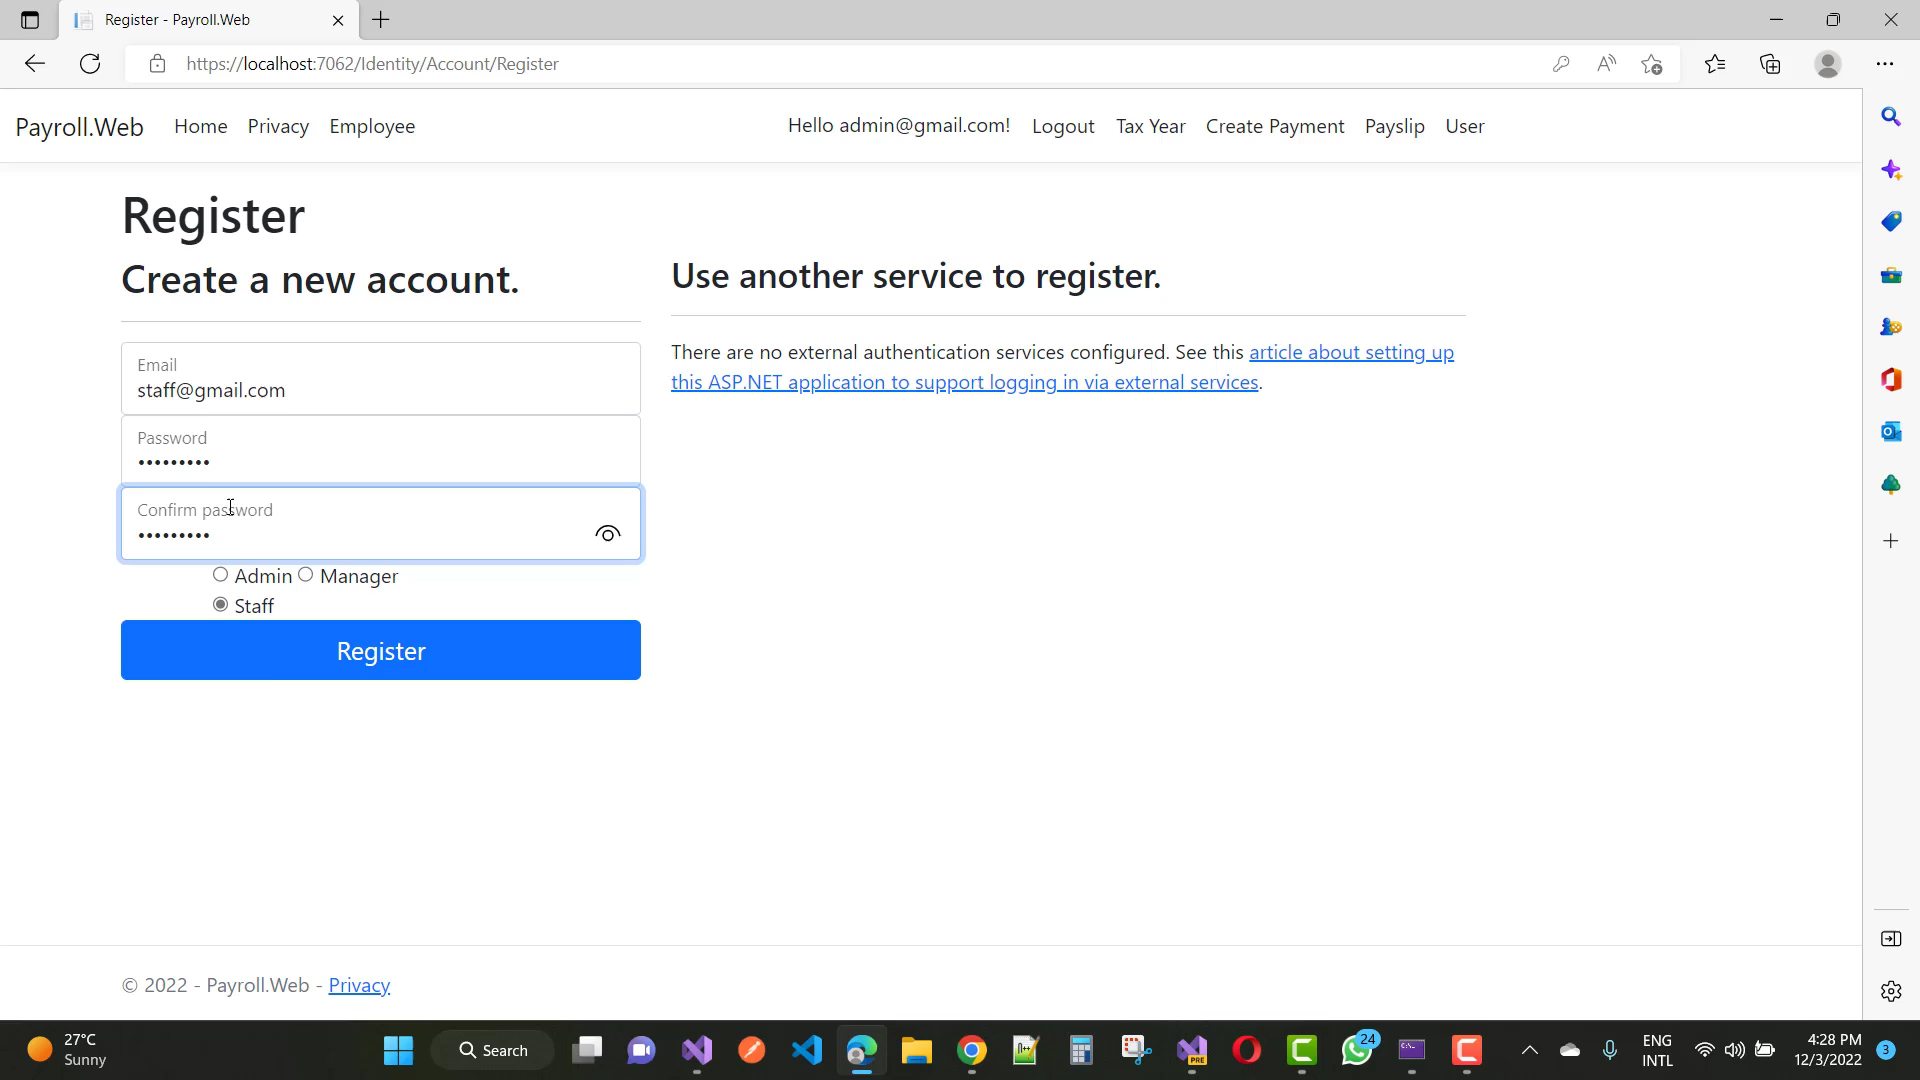 Register - Payroll.Web
https://localhost:7062/Identity/Account/Register
Payroll.Web Home Privacy Employee Hello admin@gmail.com! Logout Tax Year Create Payment Payslip User
Register
Create a new account.
Email
staff@gmail.com
Password
•••••••••
Confirm password
•••••••••
Admin Manager
Staff
Register
Use another service to register.
There are no external authentication services configured. See this article about setting up
this ASP.NET application to support logging in via external services.
© 2022 - Payroll.Web - Privacy
27°C
Sunny
Search
PRE
24
ENG
INTL
4:28 PM
12/3/2022
3